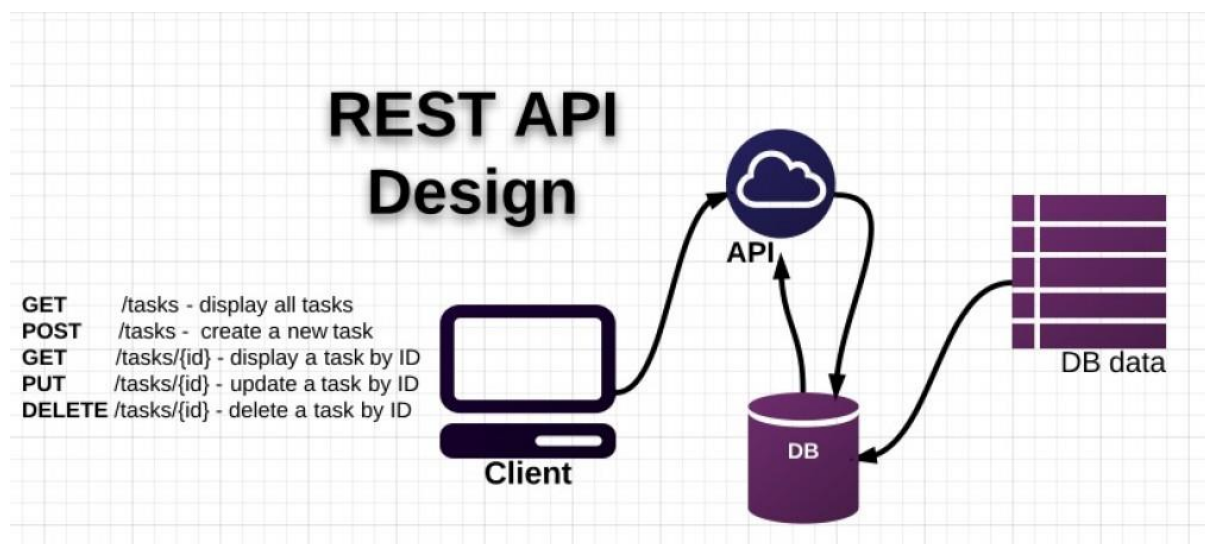 REST API
Design
API
GET /tasks - display all tasks
POST /tasks - create a new task
GET /tasks/{id} - display a task by ID
PUT /tasks/{id} - update a task by ID
DELETE /tasks/{id} - delete a task by ID
Client
DB
DB data